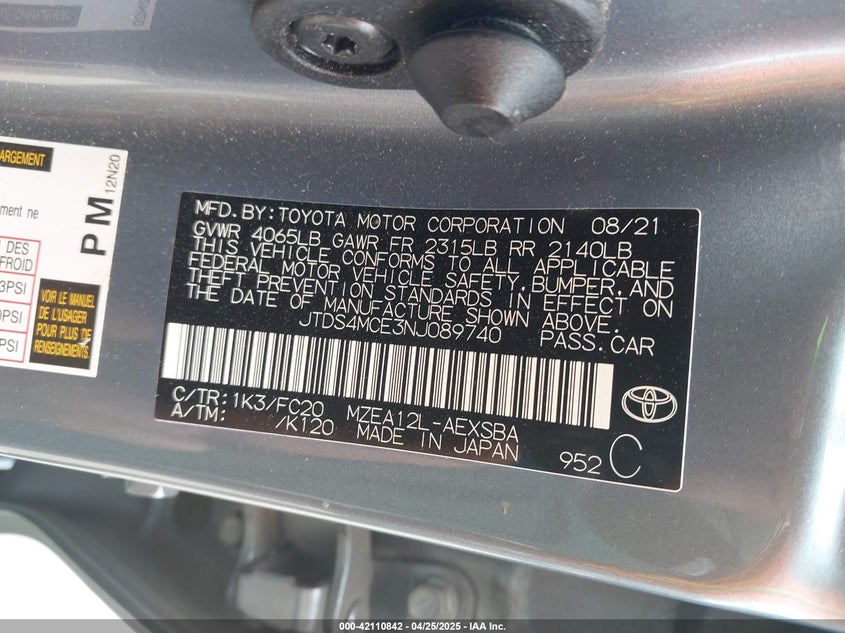 ARGEMENT
ment ne
DES
FROID
3PSI
PSI
PSI
VOIR LE MANUEL
DE L'USAGER
POUR PLUS DE
RENSEIGNEMENTS.
PM
12N20
MFD.BY:TOYOTA MOTOR CORPORATION 08/21
GVWR 4065LB GAWR FR 2315LB RR 2140LB
THIS VEHICLE CONFORMS TO ALL APPLICABLE
FEDERAL MOTOR VEHICLE SAFETY,BUMPER,AND
THEFT PREVENTION STANDARDS IN EFFECT ON
THE DATE OF MANUFACTURE SHOWN ABOVE.
JTDS4MCE3NJ089740 PASS.CAR
C/TR:1K3/FC20 MZEA12L-AEXSBA
A/TM: /K120 MADE IN JAPAN
952 C
000-42110842 / 04/25/2025 - IAA Inc.